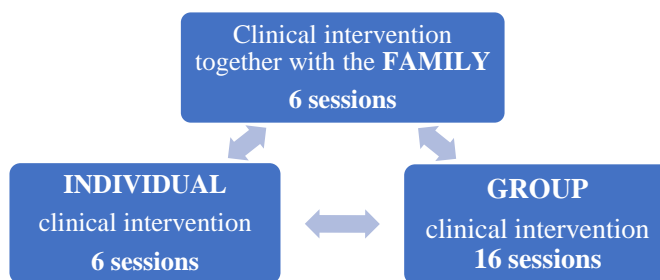 Clinical intervention
together with the FAMILY
6 sessions
INDIVIDUAL
clinical intervention
6 sessions
GROUP
clinical intervention
16 sessions